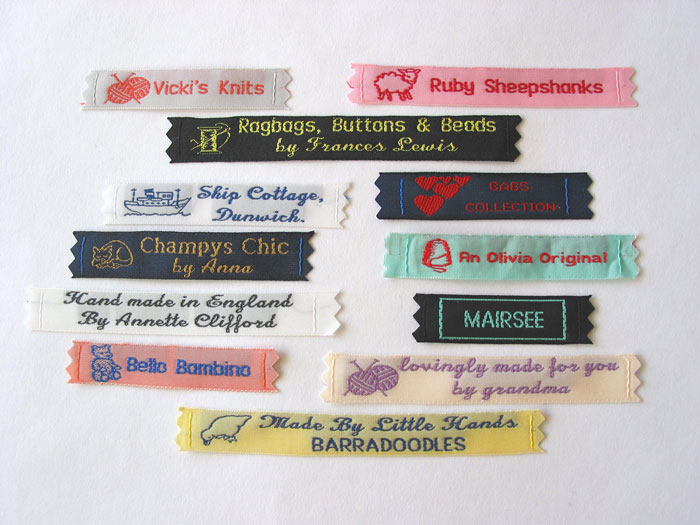 Vicki's Knits
Ruby Sheepshanks
Ragbags, Buttons & Beads
by Frances Lewis
Skip Cottage,
Dunwich.
BABS
COLLECTION
Champys Chic
by Anna
An Olivia Original
Hand made in England
By Annette Clifford
MAIRSEE
Bello Bambino
lovingly made for you
by grandma
Made By Little Hands
BARRADOODLES